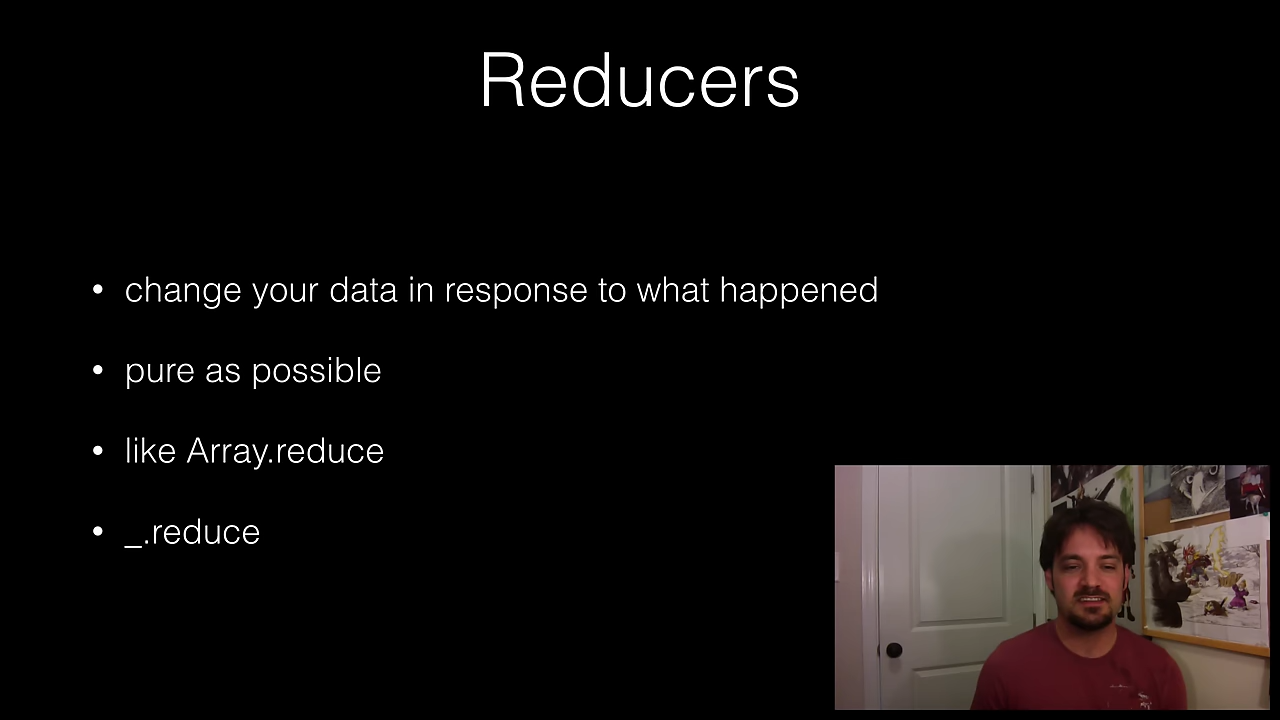 Reducers
• change your data in response to what happened
• pure as possible
• like Array.reduce
• _.reduce